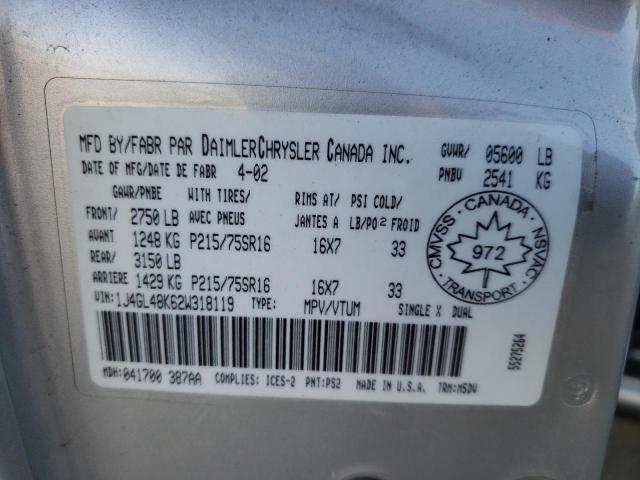 MFD BY/FABR PAR DAIMLERCHRYSLER CANADA INC.
DATE OF MFG/DATE DE FABR 4-02
GVWR/ 05600 LB
PNBV 2541 KG
GAWR/PNBE WITH TIRES/ RIMS AT/ PSI COLD/
FRONT/ 2750 LB AVEC PNEUS JANTES A LB/PO2 FROID
AVANT 1248 KG P215/75SR16 16X7 33
REAR/ 3150 LB
ARRIERE 1429 KG P215/75SR16 16X7 33
VIN: 1J4GL48K62W318119 TYPE: MPV/VTUM SINGLE X DUAL
CMVSS · CANADA · NSVAC
972
TRANSPORT
55275264
MDH: 041700 387AA COMPLIES: ICES-2 PNT:PS2 MADE IN U.S.A. TRM:M5DV